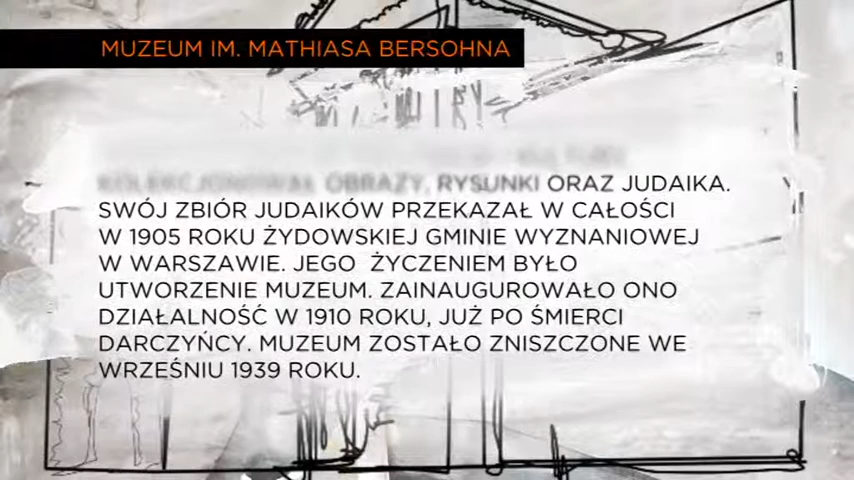 MUZEUM IM. MATHIASA BERSOHNA
KOLEKCJONOWAŁ OBRAZY, RYSUNKI ORAZ JUDAIKA.
SWÓJ ZBIÓR JUDAIKÓW PRZEKAZAŁ W CAŁOŚCI
W 1905 ROKU ŻYDOWSKIEJ GMINIE WYZNANIOWEJ
W WARSZAWIE. JEGO ŻYCZENIEM BYŁO
UTWORZENIE MUZEUM. ZAINAUGUROWAŁO ONO
DZIAŁALNOŚĆ W 1910 ROKU, JUŻ PO ŚMIERCI
DARCZYŃCY. MUZEUM ZOSTAŁO ZNISZCZONE WE
WRZEŚNIU 1939 ROKU.